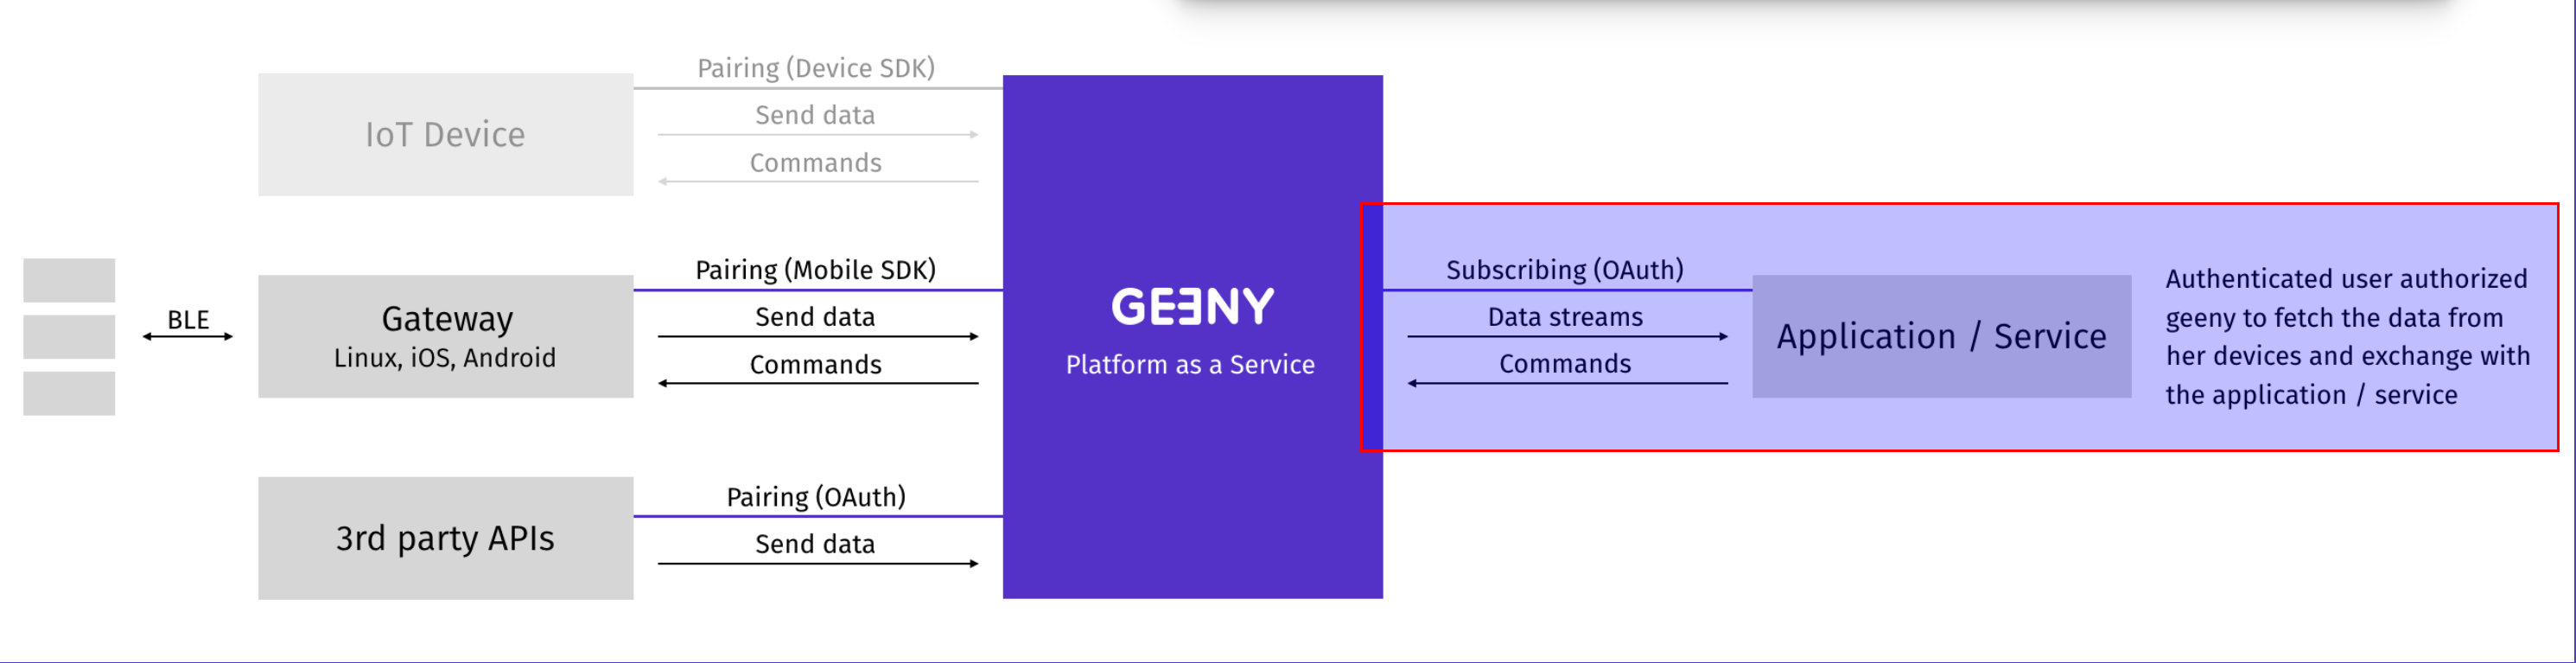 Pairing (Device SDK)
IoT Device
Send data
Commands
BLE
Gateway
Linux, iOS, Android
Pairing (Mobile SDK)
Send data
Commands
GEENY
Platform as a Service
Subscribing (OAuth)
Data streams
Commands
Application / Service
Authenticated user authorized
geeny to fetch the data from
her devices and exchange with
the application / service
3rd party APIs
Pairing (OAuth)
Send data